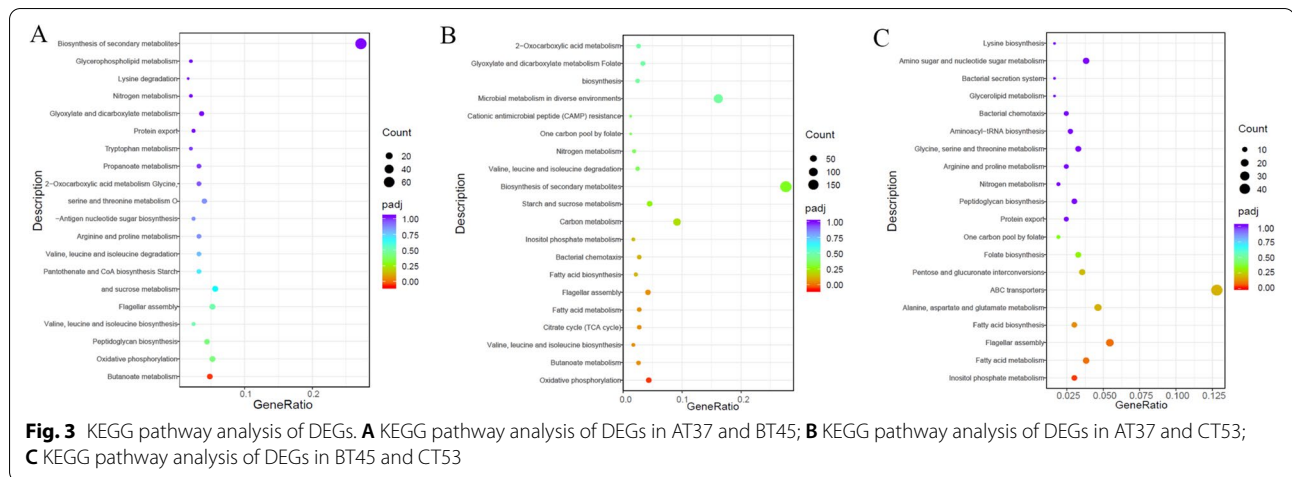 A
Biosynthesis of secondary metabolites
Glycerophospholipid metabolism
Lysine degradation
Nitrogen metabolism
Glyoxylate and dicarboxylate metabolism
Protein export
Tryptophan metabolism
Propanoate metabolism
2-Oxocarboxylic acid metabolism Glycine,
serine and threonine metabolism O
-Antigen nucleotide sugar biosynthesis
Arginine and proline metabolism
Valine, leucine and isoleucine degradation
Pantothenate and CoA biosynthesis Starch
and sucrose metabolism
Flagellar assembly
Valine, leucine and isoleucine biosynthesis
Peptidoglycan biosynthesis
Oxidative phosphorylation
Butanoate metabolism
Description
0.1 0.2
GeneRatio
Count
20
40
60
padj
1.00
0.75
0.50
0.25
0.00
B
2-Oxocarboxylic acid metabolism
Glyoxylate and dicarboxylate metabolism Folate
biosynthesis
Microbial metabolism in diverse environments
Cationic antimicrobial peptide (CAMP) resistance
One carbon pool by folate
Nitrogen metabolism
Valine, leucine and isoleucine degradation
Biosynthesis of secondary metabolites
Starch and sucrose metabolism
Carbon metabolism
Inositol phosphate metabolism
Bacterial chemotaxis
Fatty acid biosynthesis
Flagellar assembly
Fatty acid metabolism
Citrate cycle (TCA cycle)
Valine, leucine and isoleucine biosynthesis
Butanoate metabolism
Oxidative phosphorylation
Description
0.0 0.1 0.2
GeneRatio
Count
50
100
150
padj
1.00
0.75
0.50
0.25
0.00
C
Lysine biosynthesis
Amino sugar and nucleotide sugar metabolism
Bacterial secretion system
Glycerolipid metabolism
Bacterial chemotaxis
Aminoacyl-tRNA biosynthesis
Glycine, serine and threonine metabolism
Arginine and proline metabolism
Nitrogen metabolism
Peptidoglycan biosynthesis
Protein export
One carbon pool by folate
Folate biosynthesis
Pentose and glucuronate interconversions
ABC transporters
Alanine, aspartate and glutamate metabolism
Fatty acid biosynthesis
Flagellar assembly
Fatty acid metabolism
Inositol phosphate metabolism
Description
0.025 0.050 0.075 0.100 0.125
GeneRatio
Count
10
20
30
40
padj
1.00
0.75
0.50
0.25
0.00
Fig. 3 KEGG pathway analysis of DEGs. A KEGG pathway analysis of DEGs in AT37 and BT45; B KEGG pathway analysis of DEGs in AT37 and CT53;
C KEGG pathway analysis of DEGs in BT45 and CT53